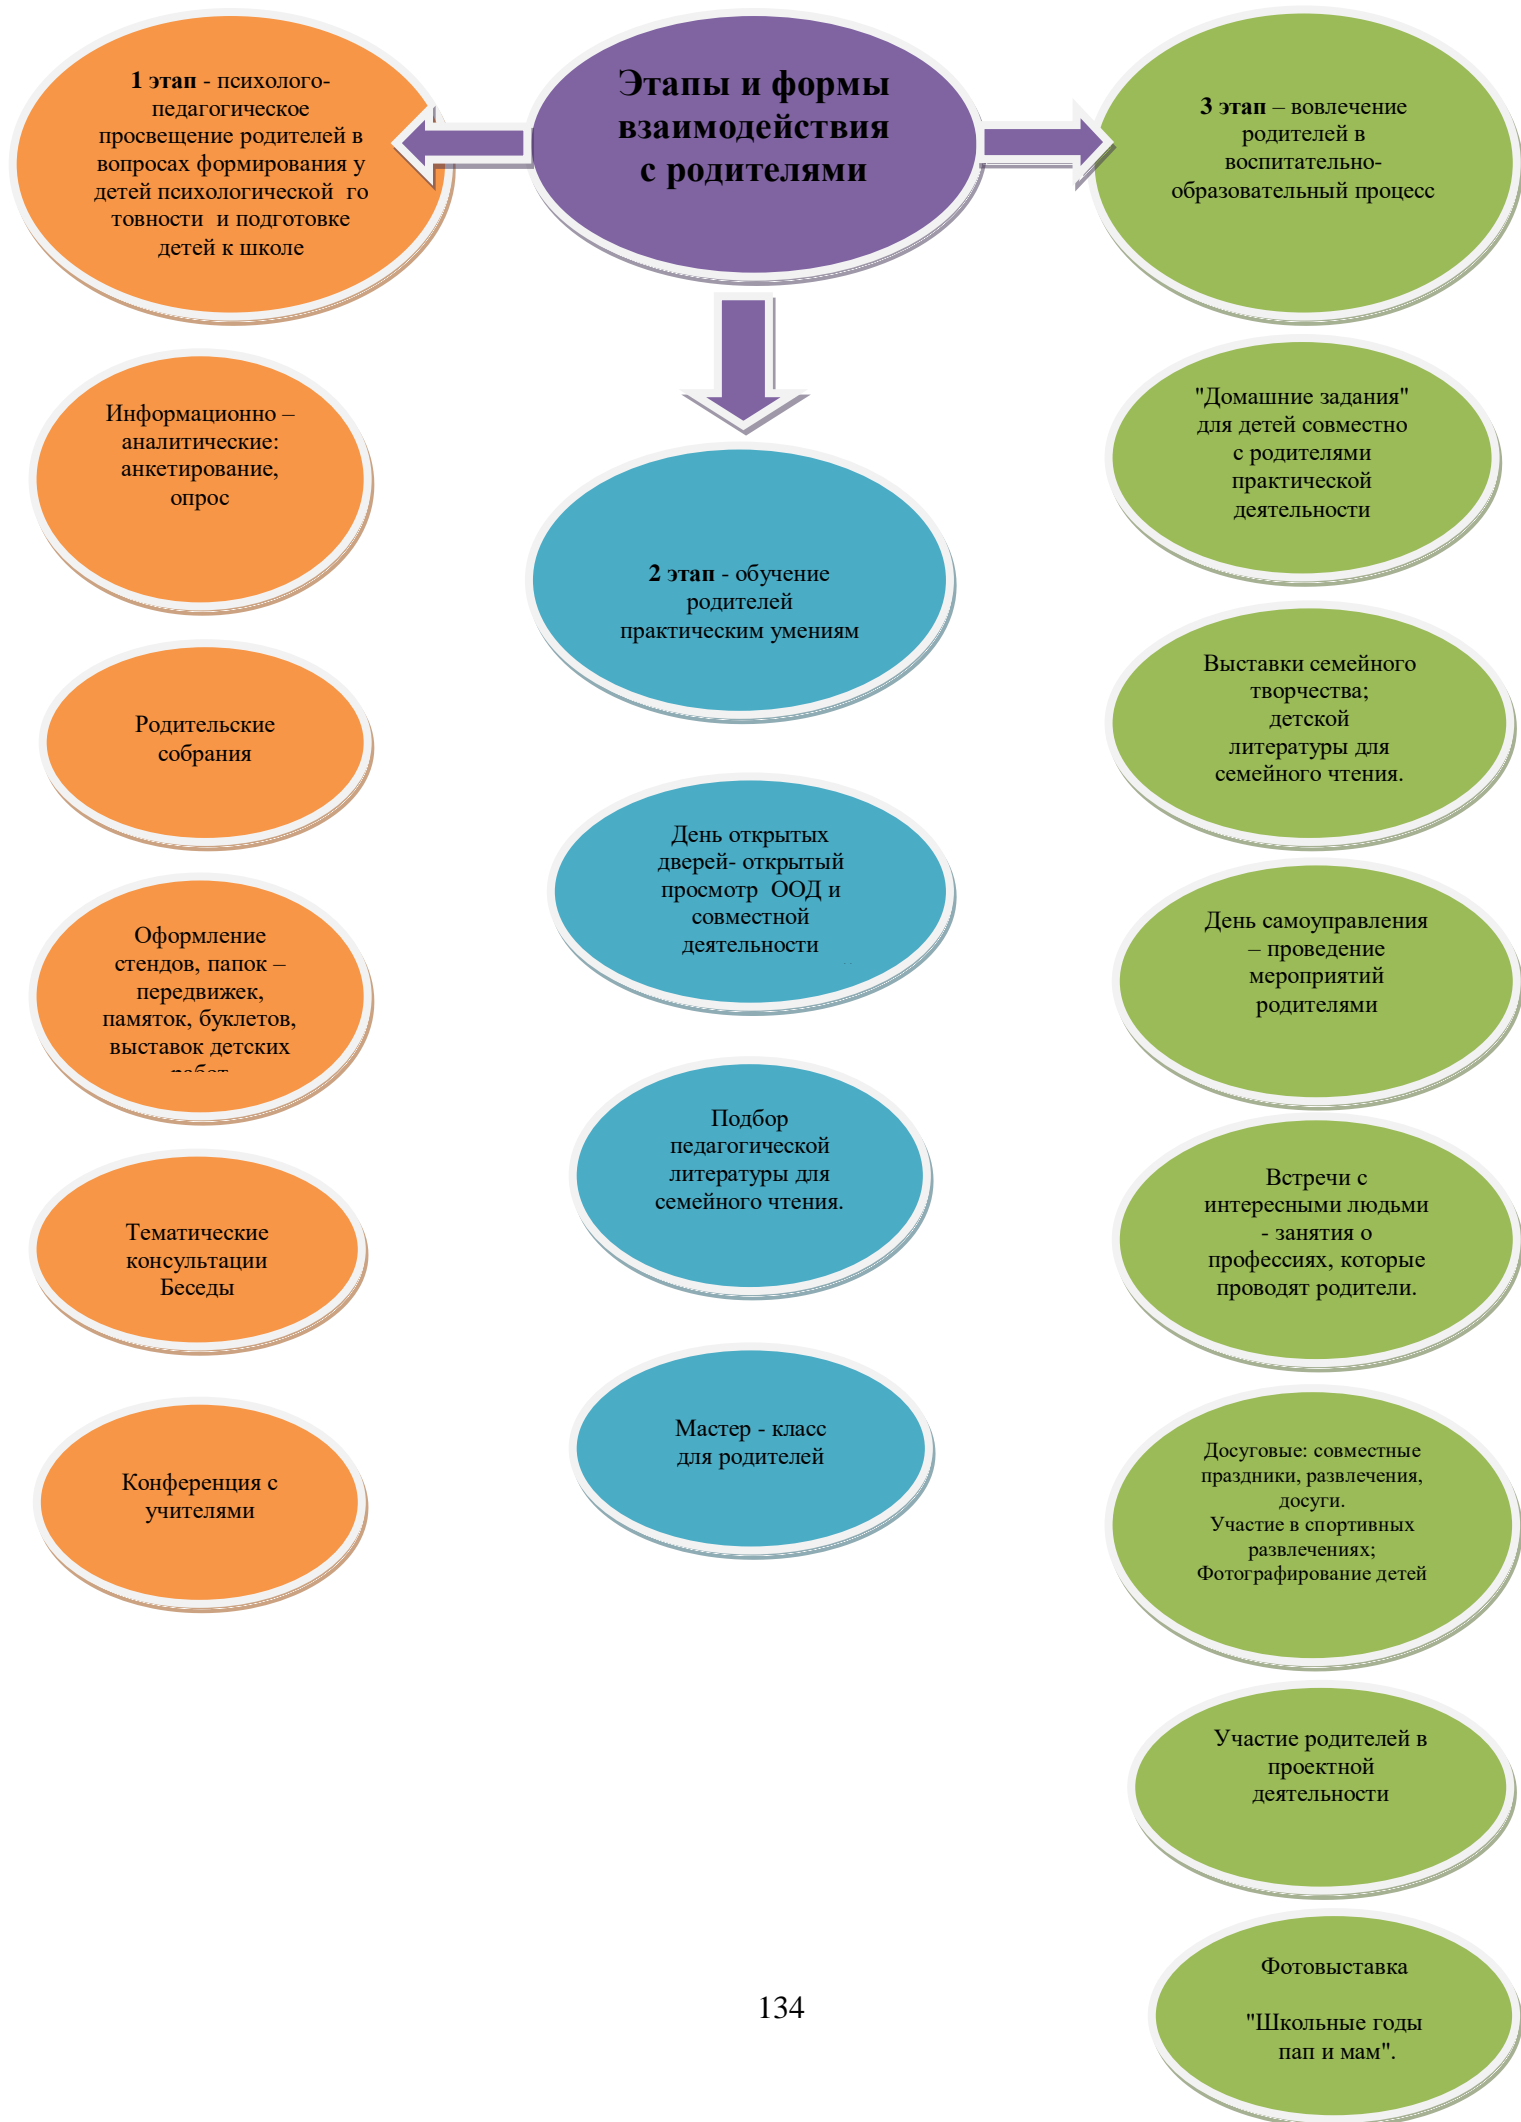 Этапы и формы
взаимодействия
с родителями
1 этап - психолого-
педагогическое
просвещение родителей в
вопросах формирования у
детей психологической  го
товности  и подготовке
детей к школе
Информационно –
аналитические:
анкетирование,
опрос
Родительские
собрания
Оформление
стендов, папок –
передвижек,
памяток, буклетов,
выставок детских
Тематические
консультации
Беседы
Конференция с
учителями
2 этап - обучение
родителей
практическим умениям
День открытых
дверей- открытый
просмотр  ООД и
совместной
деятельности
Подбор
педагогической
литературы для
семейного чтения.
Мастер - класс
для родителей
3 этап – вовлечение
родителей в
воспитательно-
образовательный процесс
"Домашние задания"
для детей совместно
с родителями
практической
деятельности
Выставки семейного
творчества;
детской
литературы для
семейного чтения.
День самоуправления
– проведение
мероприятий
родителями
Встречи с
интересными людьми
- занятия о
профессиях, которые
проводят родители.
Досуговые: совместные
праздники, развлечения,
досуги.
Участие в спортивных
развлечениях;
Фотографирование детей
Участие родителей в
проектной
деятельности
Фотовыставка
"Школьные годы
пап и мам".
134